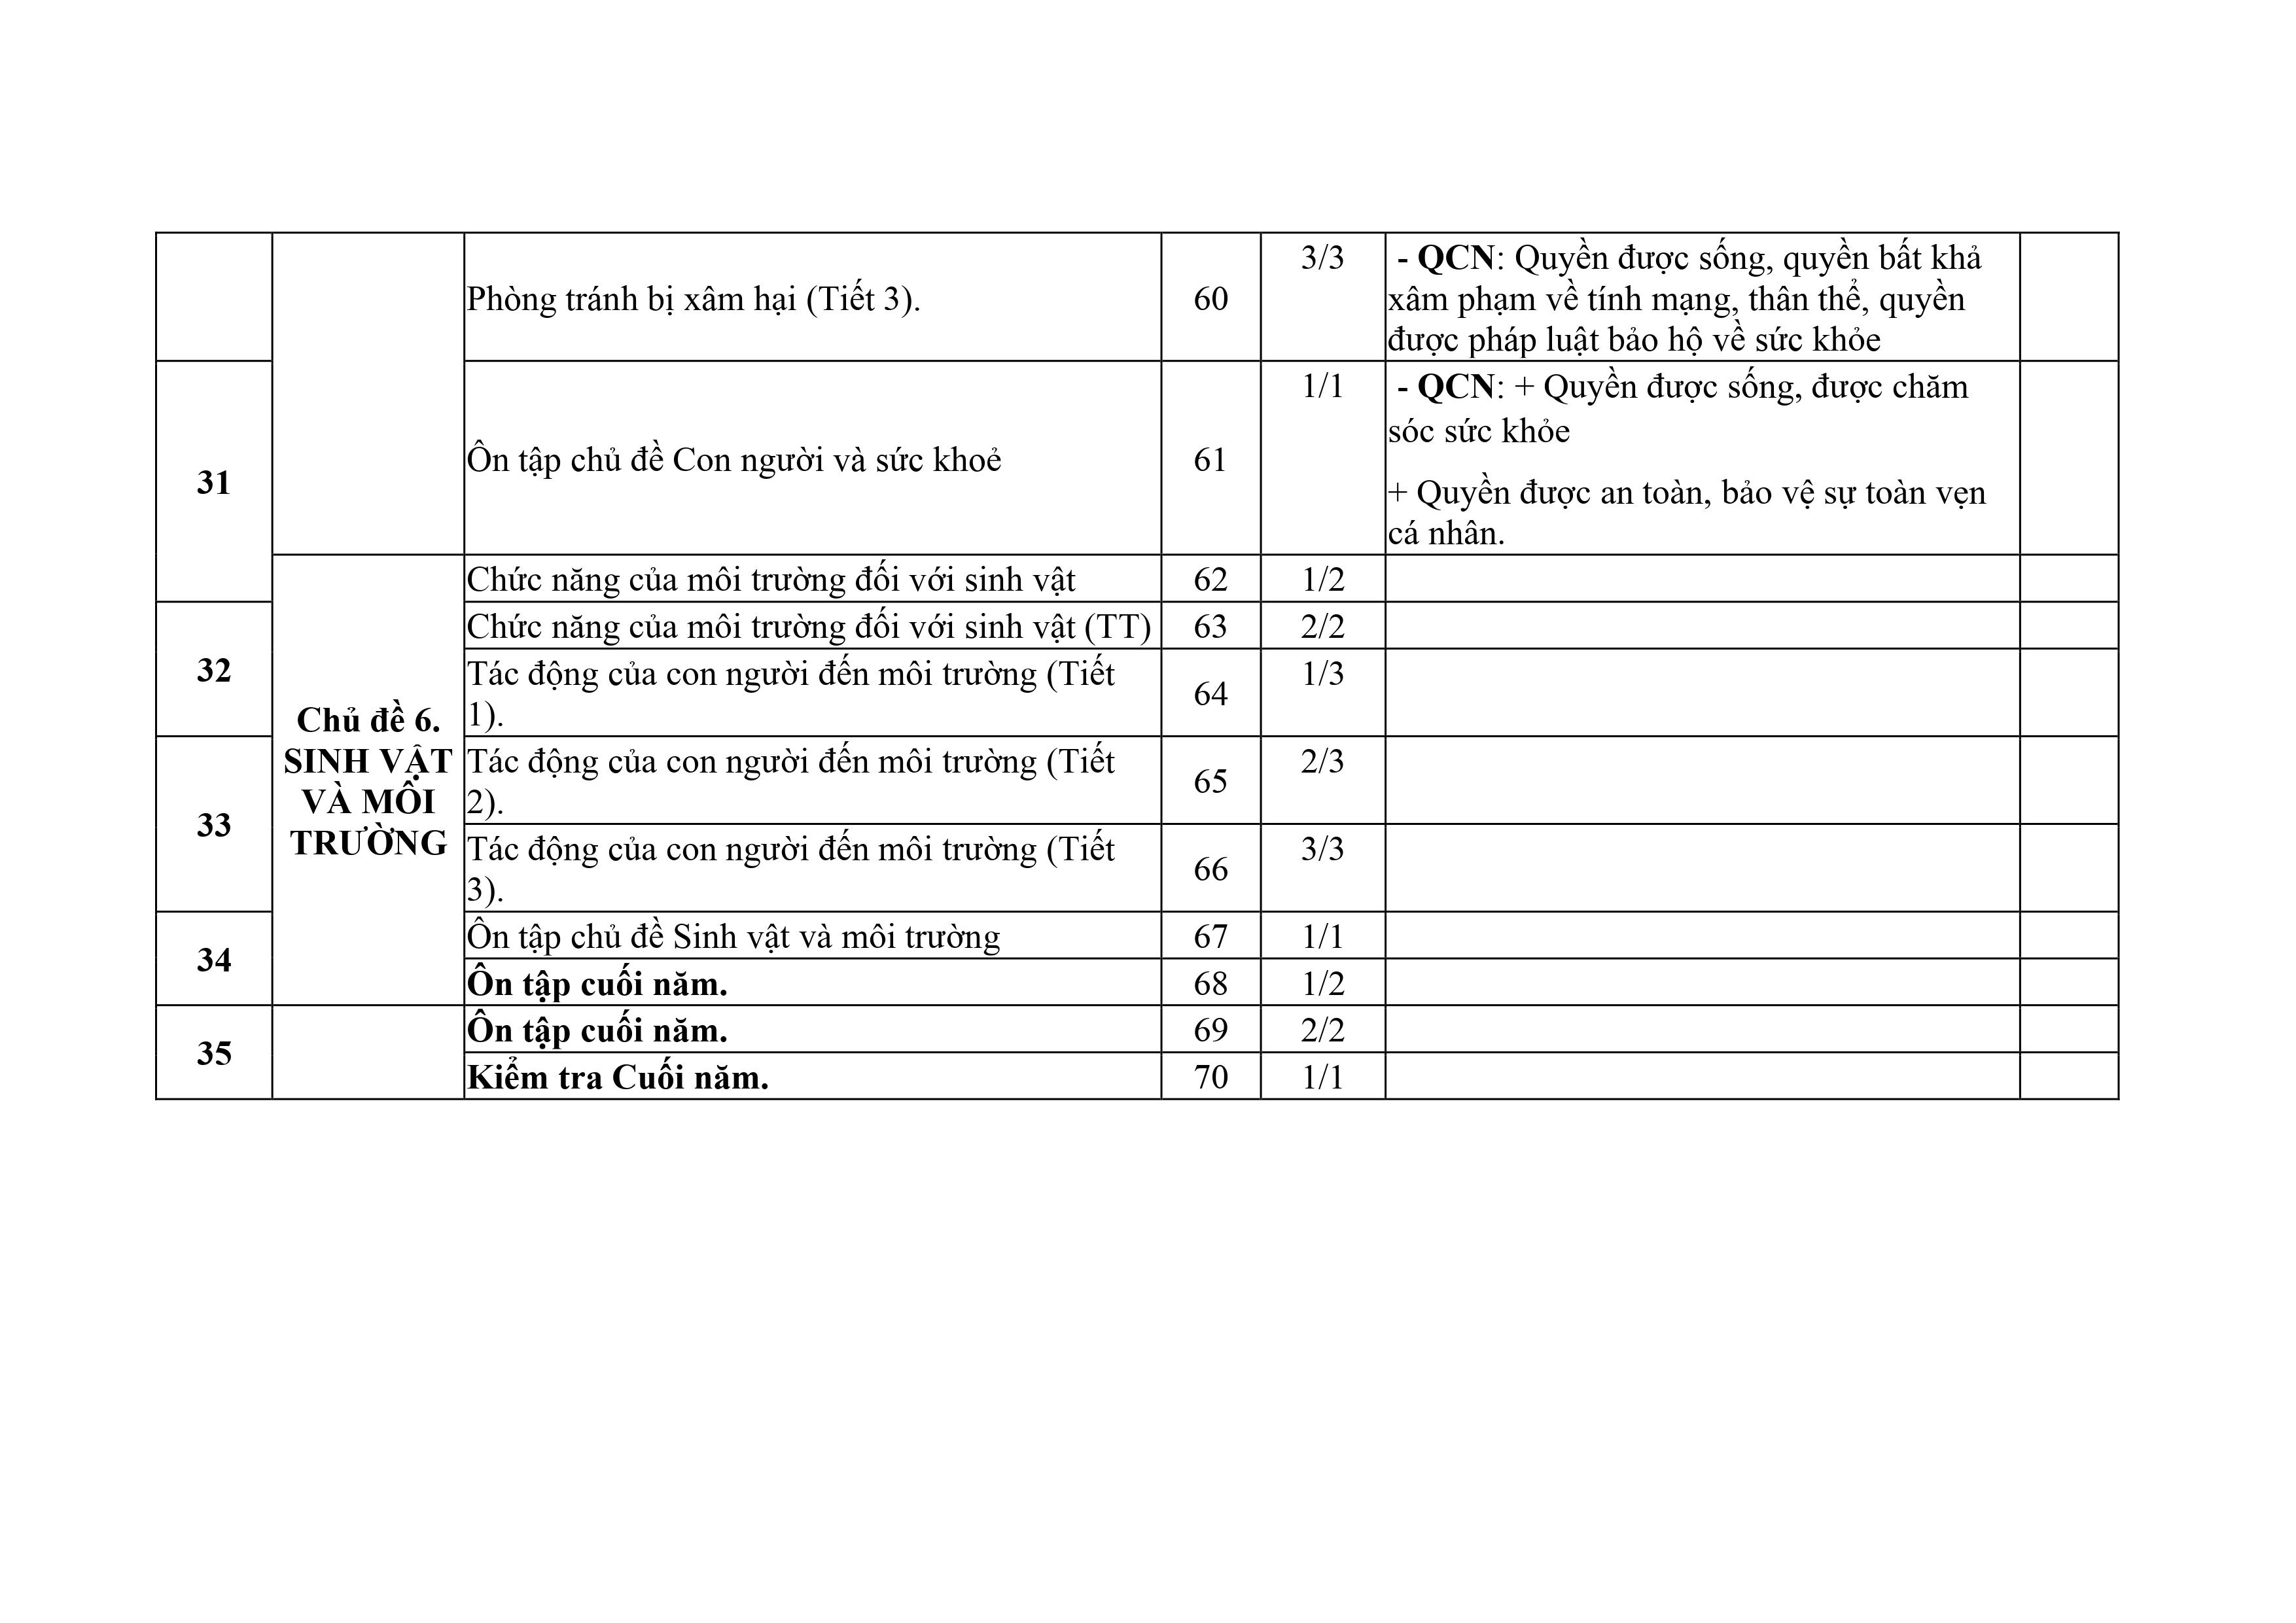 Phòng tránh bị xâm hại (Tiết 3). 60 3/3 - QCN: Quyền được sống, quyền bất khả
xâm phạm về tính mạng, thân thể, quyền
được pháp luật bảo hộ về sức khỏe
31 Ôn tập chủ đề Con người và sức khoẻ 61 1/1 - QCN: + Quyền được sống, được chăm
sóc sức khỏe
+ Quyền được an toàn, bảo vệ sự toàn vẹn
cá nhân.
Chủ đề 6.
SINH VẬT
VÀ MÔI
TRƯỜNG
Chức năng của môi trường đối với sinh vật 62 1/2
32 Chức năng của môi trường đối với sinh vật (TT) 63 2/2
Tác động của con người đến môi trường (Tiết
1). 64 1/3
33 Tác động của con người đến môi trường (Tiết
2). 65 2/3
Tác động của con người đến môi trường (Tiết
3). 66 3/3
34 Ôn tập chủ đề Sinh vật và môi trường 67 1/1
Ôn tập cuối năm. 68 1/2
35 Ôn tập cuối năm. 69 2/2
Kiểm tra Cuối năm. 70 1/1